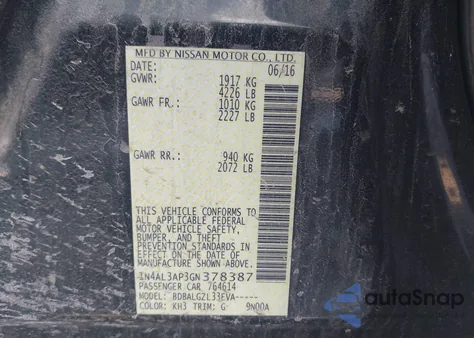 MFD BY NISSAN MOTOR CO., LTD.
DATE: 06/16
GVWR: 1917 KG
4226 LB
GAWR FR.: 1010 KG
2227 LB
GAWR RR.: 940 KG
2072 LB
THIS VEHICLE CONFORMS TO
ALL APPLICABLE FEDERAL
MOTOR VEHICLE SAFETY,
BUMPER, AND THEFT
PREVENTION STANDARDS
IN EFFECT ON THE DATE OF
MANUFACTURE SHOWN ABOVE.
1N4AL3AP3GN378387
PASSENGER CAR 764614
MODEL: BDBALGZL33EVA-----
COLOR: KH3 TRIM: G 9N00A
autaSnap